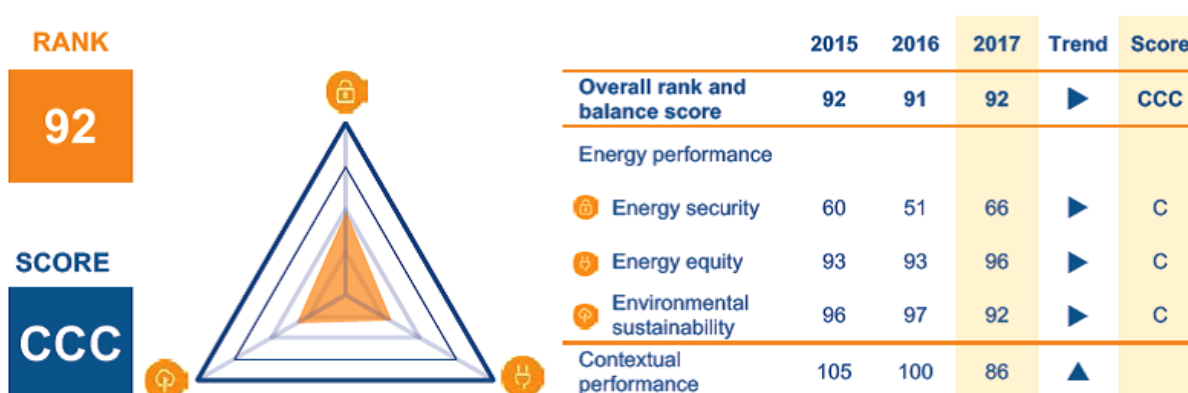 RANK
92
SCORE
CCC
2015 2016 2017 Trend Score
Overall rank and
balance score 92 91 92 CCC
Energy performance
Energy security 60 51 66 C
Energy equity 93 93 96 C
Environmental
sustainability 96 97 92 C
Contextual
performance 105 100 86